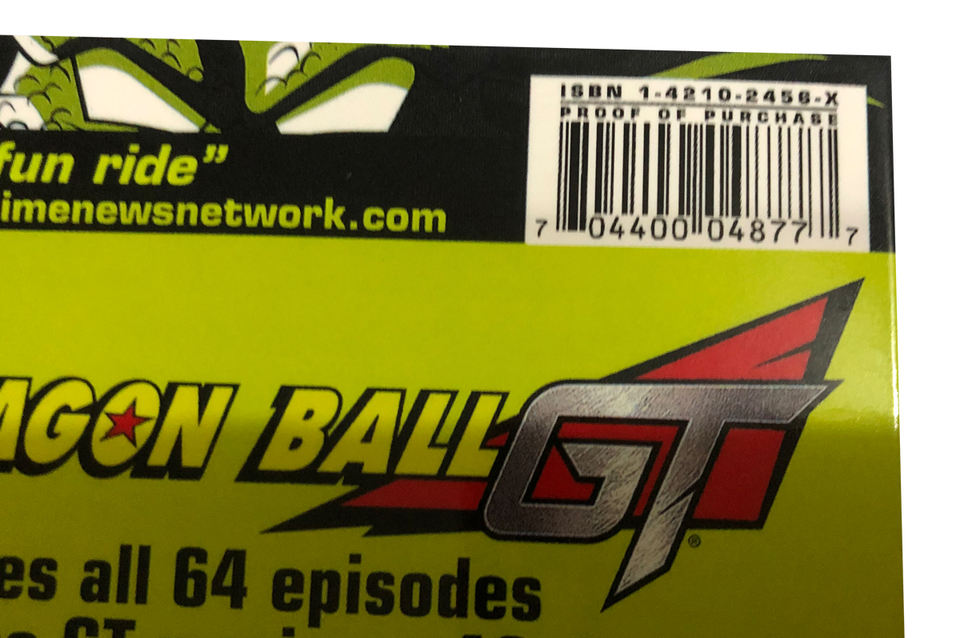 ISBN 1-4210-2456-X
PROOF OF PURCHASE
7 04400 04877 7
fun ride”
imenewsnetwork.com
AGON BALL GT ®
es all 64 episodes
GT